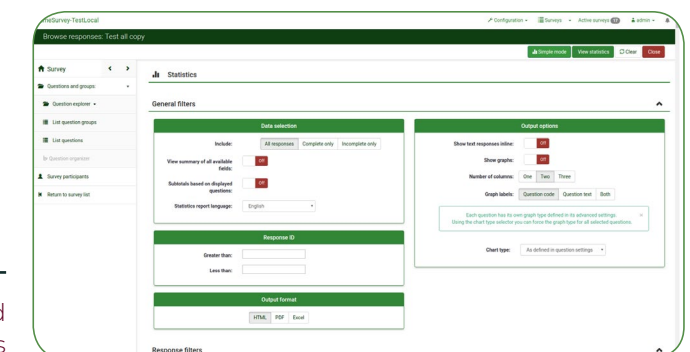 meSurvey-TestLocal
Configuration
Surveys
Active surveys 17
admin
Browse responses: Test all copy
Simple mode
View statistics
Clear
Close
Survey
Questions and groups:
Question explorer
List question groups
List questions
Question organizer
Survey participants
Return to survey list
Statistics
General filters
Data selection
Include: All responses Complete only Incomplete only
View summary of all available fields: Off
Subtotals based on displayed questions: Off
Statistics report language: English
Response ID
Greater than:
Less than:
Output format
HTML PDF Excel
Output options
Show text responses inline: Off
Show graphs: Off
Number of columns: One Two Three
Graph labels: Question code Question text Both
Each question has its own graph type defined in its advanced settings. ×
Using the chart type selector you can force the graph type for all selected questions.
Chart type: As defined in question settings
Response filters
d
s